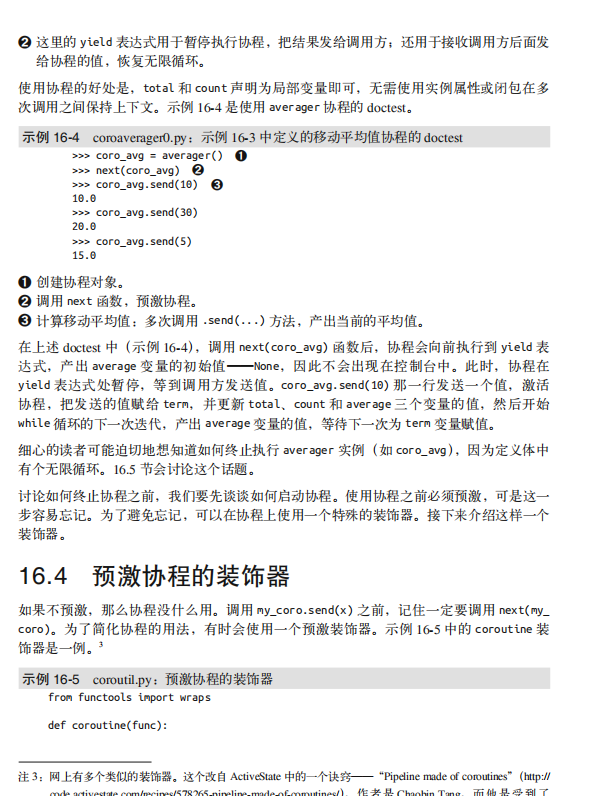 ❷ 这里的 yield 表达式用于暂停执行协程，把结果发给调用方；还用于接收调用方后面发
给协程的值，恢复无限循环。
使用协程的好处是，total 和 count 声明为局部变量即可，无需使用实例属性或闭包在多
次调用之间保持上下文。示例 16-4 是使用 averager 协程的 doctest。
示例 16-4 coroaverager0.py：示例 16-3 中定义的移动平均值协程的 doctest
>>> coro_avg = averager() ❶
>>> next(coro_avg) ❷
>>> coro_avg.send(10) ❸
10.0
>>> coro_avg.send(30)
20.0
>>> coro_avg.send(5)
15.0
❶ 创建协程对象。
❷ 调用 next 函数，预激协程。
❸ 计算移动平均值：多次调用 .send(...) 方法，产出当前的平均值。
在上述 doctest 中（示例 16-4），调用 next(coro_avg) 函数后，协程会向前执行到 yield 表
达式，产出 average 变量的初始值——None，因此不会出现在控制台中。此时，协程在
yield 表达式处暂停，等到调用方发送值。coro_avg.send(10) 那一行发送一个值，激活
协程，把发送的值赋给 term，并更新 total、count 和 average 三个变量的值，然后开始
while 循环的下一次迭代，产出 average 变量的值，等待下一次为 term 变量赋值。
细心的读者可能迫切地想知道如何终止执行 averager 实例（如 coro_avg），因为定义体中
有个无限循环。16.5 节会讨论这个话题。
讨论如何终止协程之前，我们要先谈谈如何启动协程。使用协程之前必须预激，可是这一
步容易忘记。为了避免忘记，可以在协程上使用一个特殊的装饰器。接下来介绍这样一个
装饰器。
16.4 预激协程的装饰器
如果不预激，那么协程没什么用。调用 my_coro.send(x) 之前，记住一定要调用 next(my_
coro)。为了简化协程的用法，有时会使用一个预激装饰器。示例 16-5 中的 coroutine 装
饰器是一例。3
示例 16-5 coroutil.py：预激协程的装饰器
from functools import wraps
def coroutine(func):
注 3：网上有多个类似的装饰器。这个改自 ActiveState 中的一个诀窍——“Pipeline made of coroutines”（http://
code.activestate.com/recipes/578265-pipeline-made-of-coroutines/），作者是 Chaobin Tang，而他是受到了